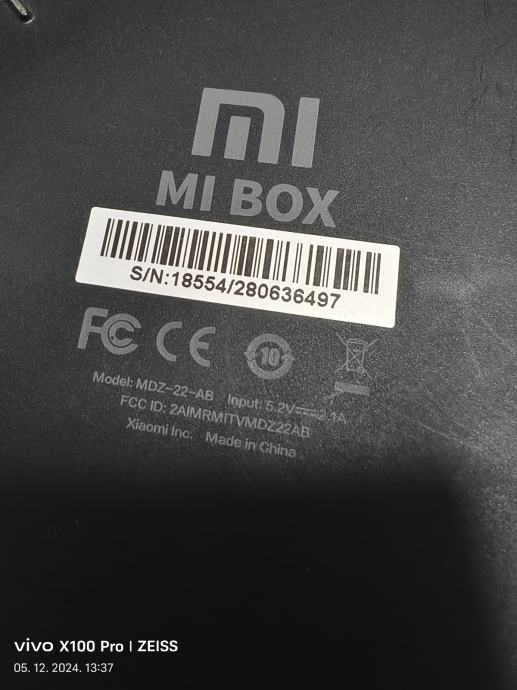 mi
MI BOX
S/N:18554/280636497
FC CE 10
Model: MDZ-22-AB Input: 5.2V⎓2.1A
FCC ID: 2AIMRMITVMDZ22AB
Xiaomi Inc. Made in China
vivo X100 Pro | ZEISS
05.12.2024. 13:37